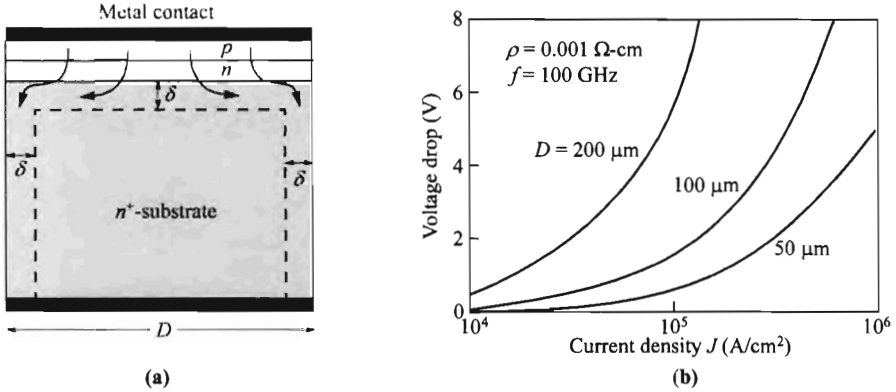 Metal contact
p
n
δ
δ
δ
n⁺-substrate
D
(a)
Voltage drop (V)
8
6
4
2
0
ρ = 0.001 Ω-cm
f = 100 GHz
D = 200 μm
100 μm
50 μm
10⁴ 10⁵ 10⁶
Current density J (A/cm²)
(b)